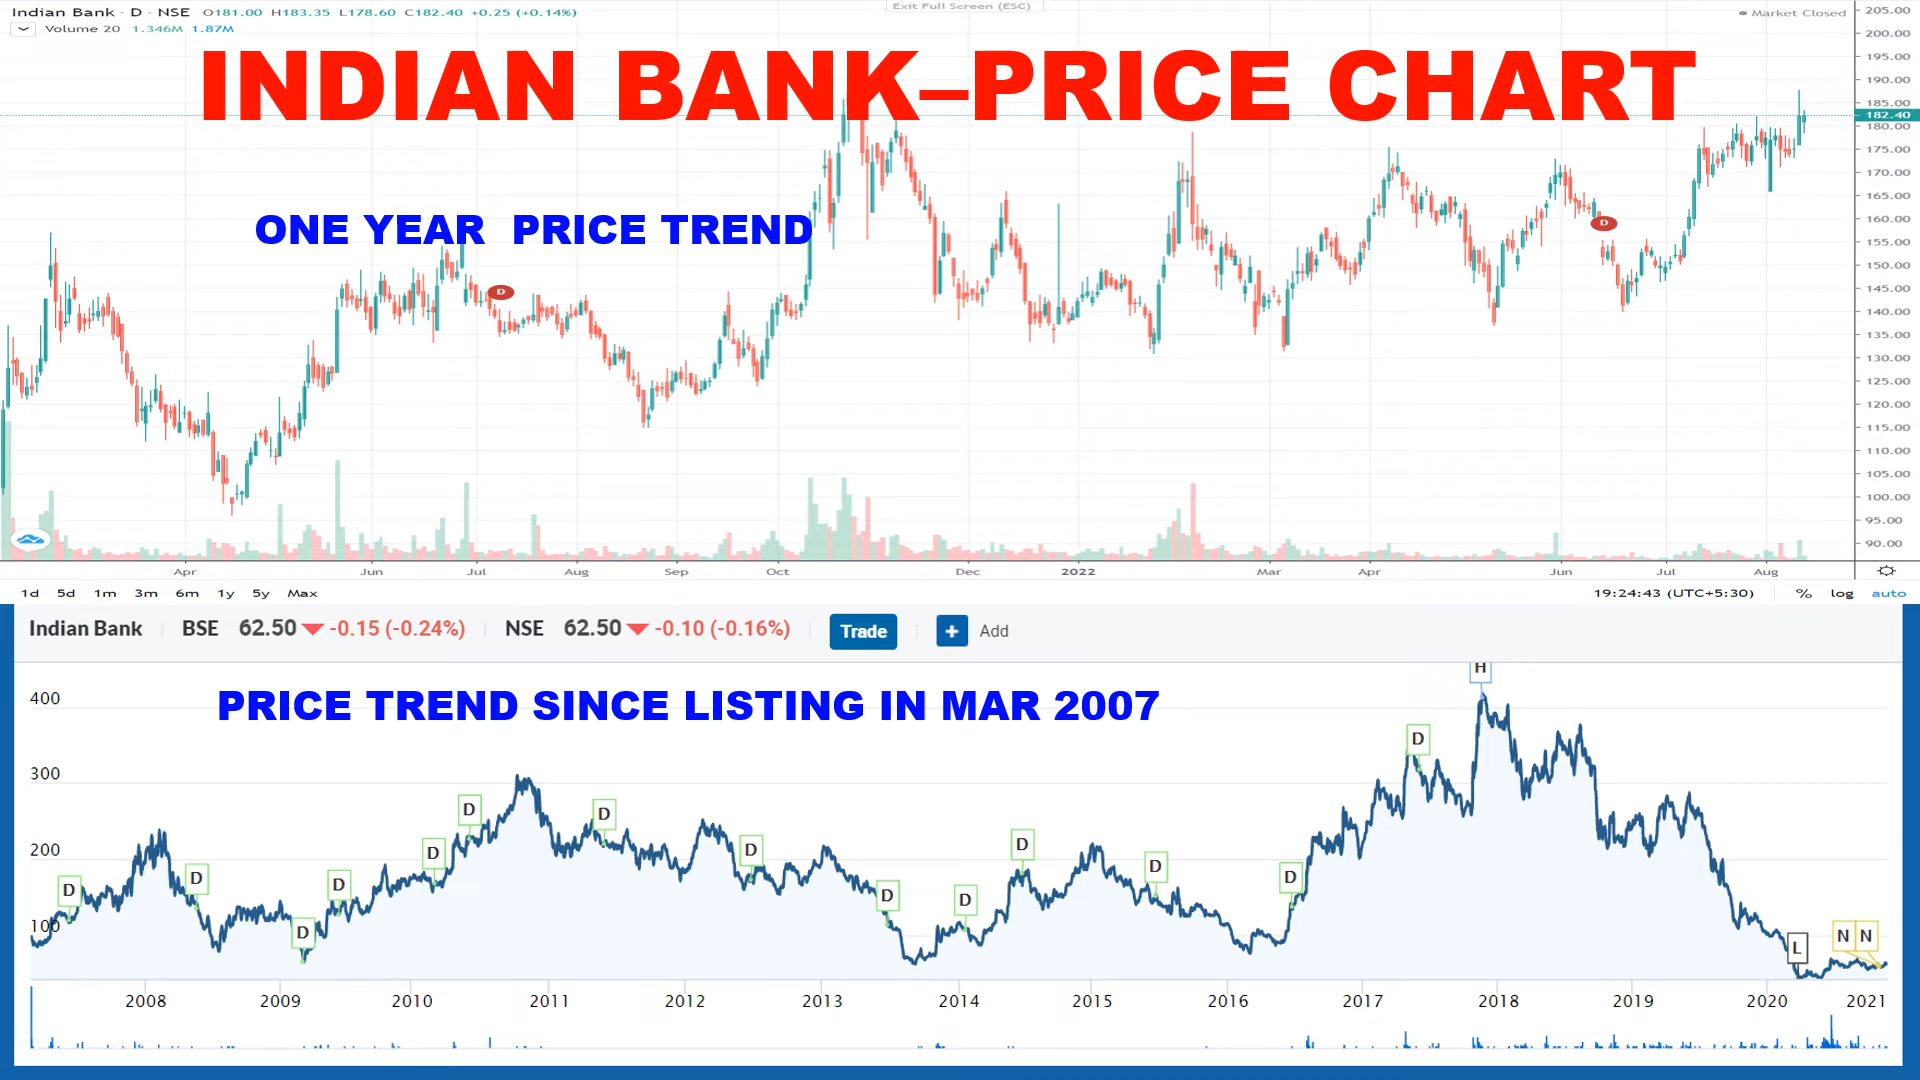 Indian Bank · D · NSE O181.00 H183.35 L178.60 C182.40 +0.25 (+0.14%)
Exit Full Screen (ESC)
Market Closed
Volume 20 1.346M 1.87M
INDIAN BANK–PRICE CHART
ONE YEAR PRICE TREND
D
D
205.00
200.00
195.00
190.00
185.00
182.40
180.00
175.00
170.00
165.00
160.00
155.00
150.00
145.00
140.00
135.00
130.00
125.00
120.00
115.00
110.00
105.00
100.00
95.00
90.00
Apr Jun Jul Aug Sep Oct Dec 2022 Mar Apr Jun Jul Aug
1d 5d 1m 3m 6m 1y 5y Max 19:24:43 (UTC+5:30) % log auto
Indian Bank BSE 62.50 -0.15 (-0.24%) NSE 62.50 -0.10 (-0.16%) Trade + Add
PRICE TREND SINCE LISTING IN MAR 2007
400
300
200
100
D D D D D D D D D D D D D D H L N N
2008 2009 2010 2011 2012 2013 2014 2015 2016 2017 2018 2019 2020 2021